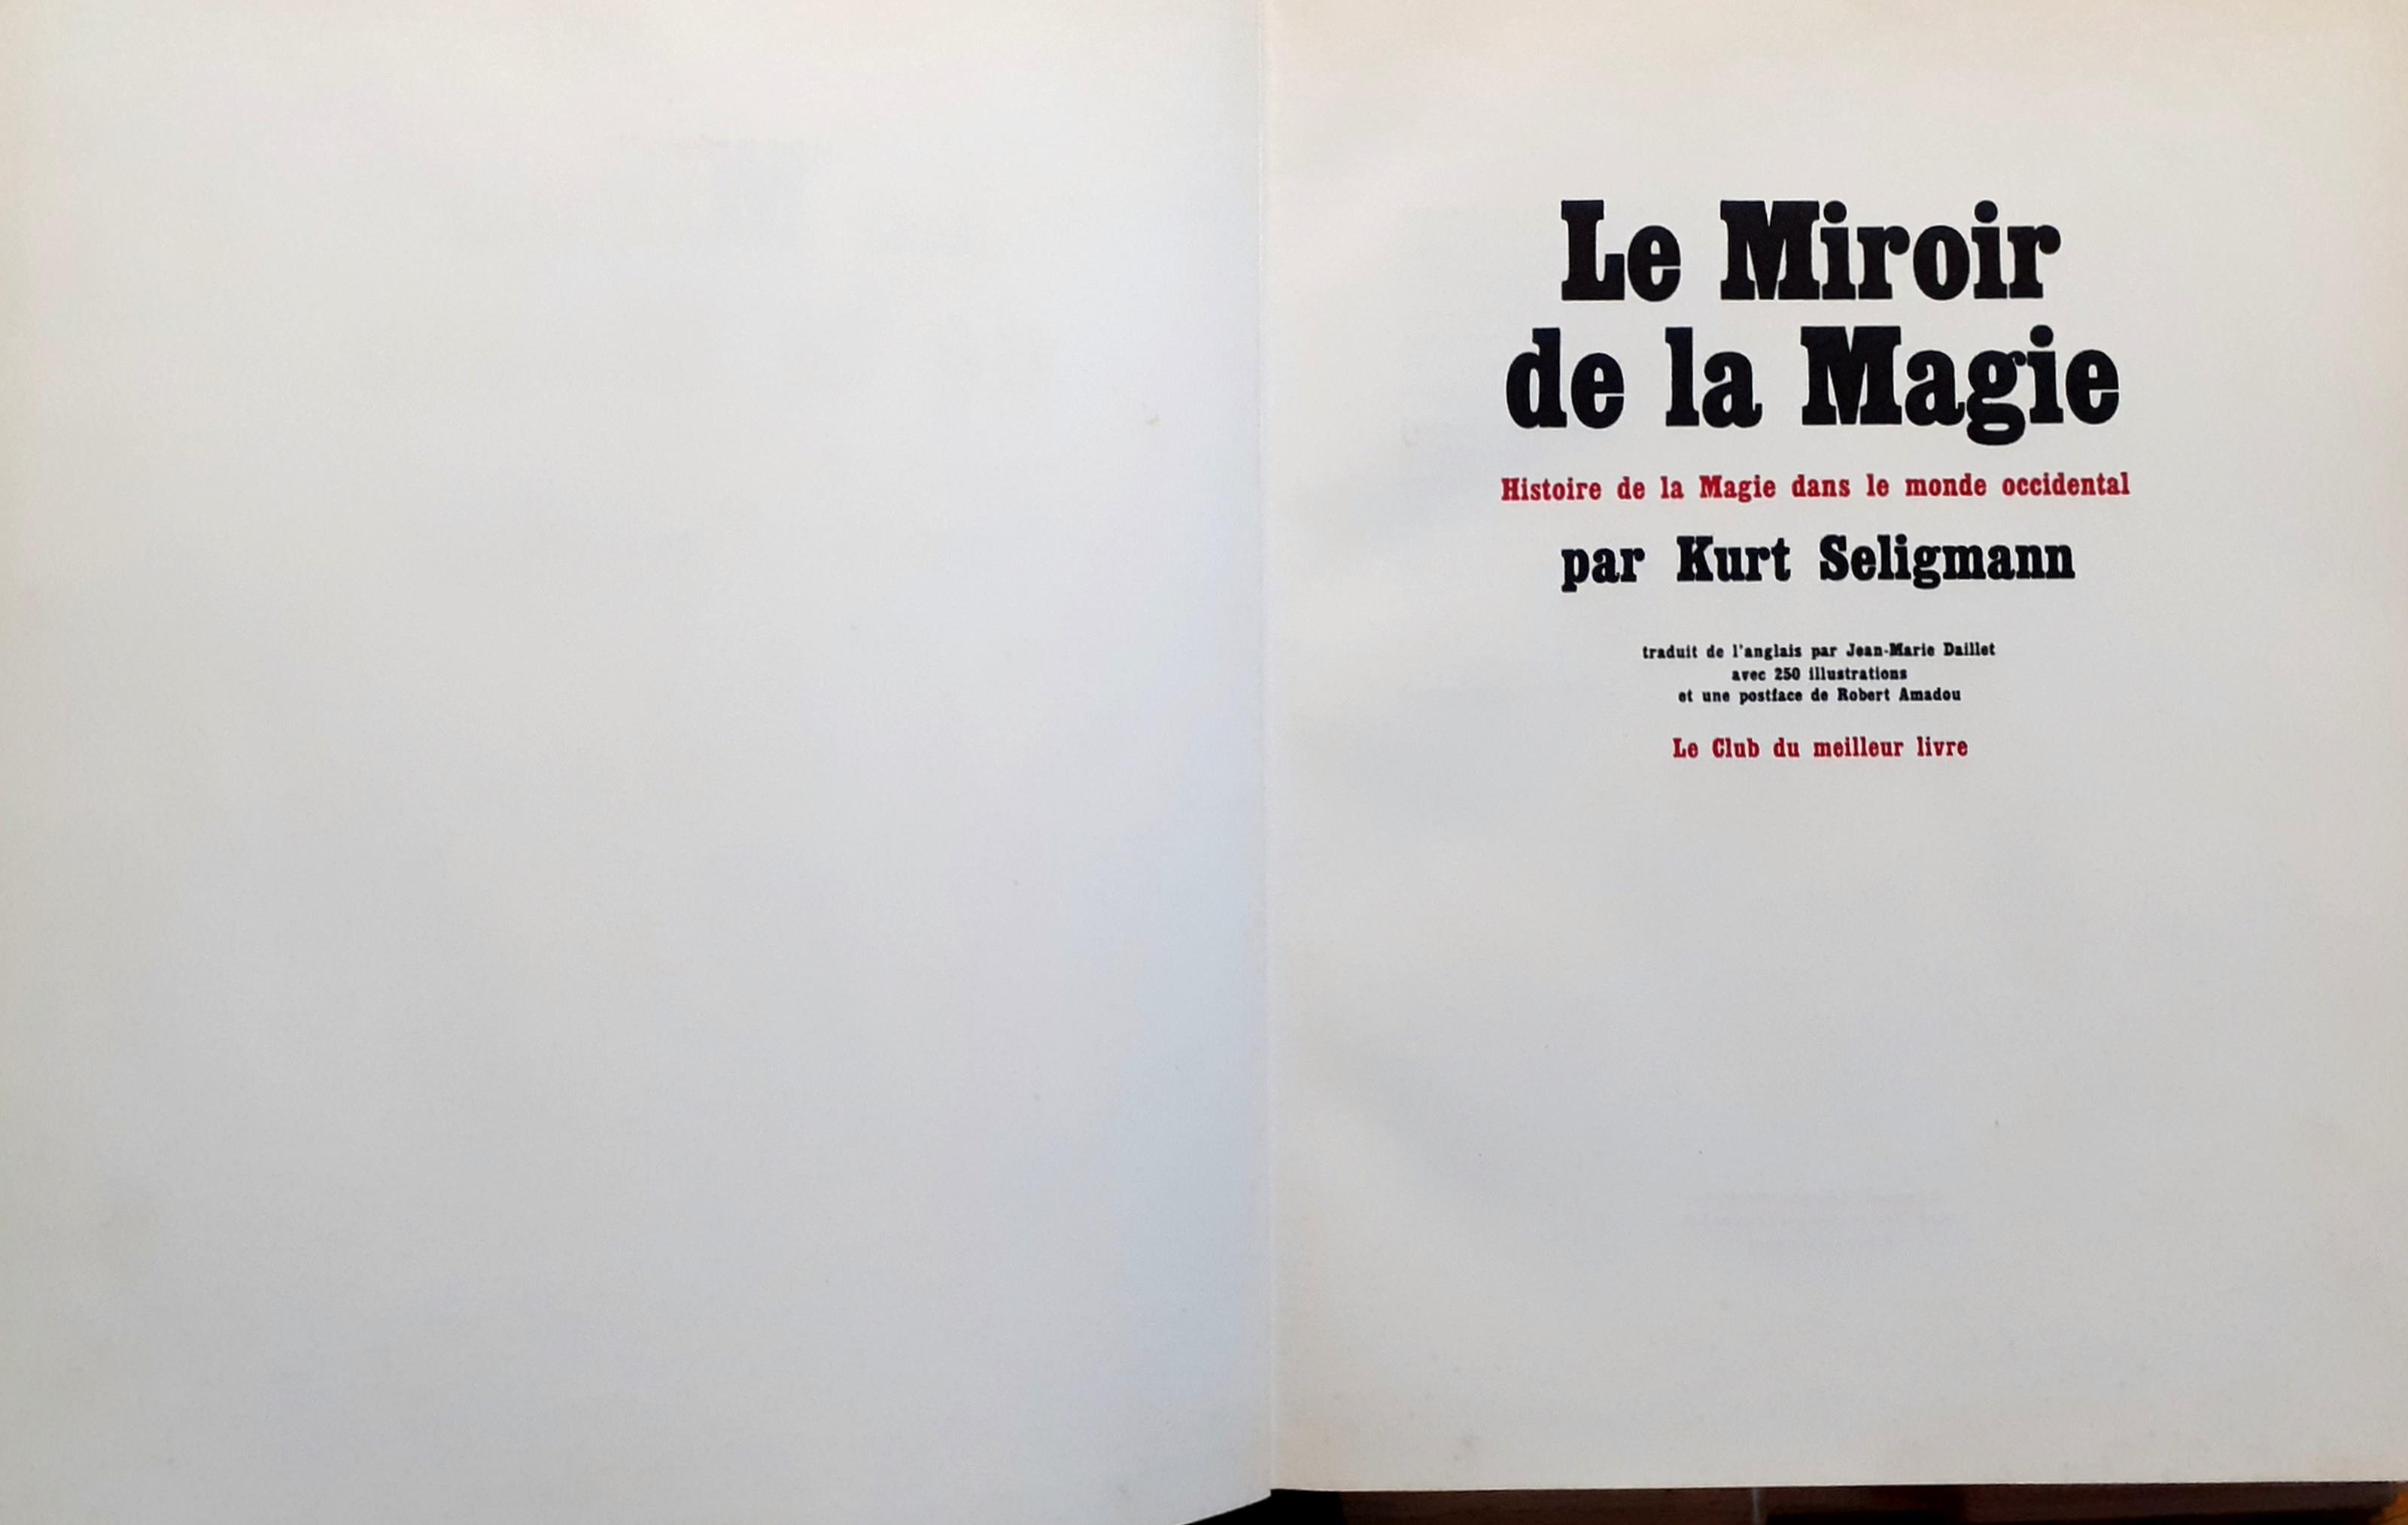 Le Miroir
de la Magie
Histoire de la Magie dans le monde occidental
par Kurt Seligmann
traduit de l'anglais par Jean-Marie Daillet
avec 250 illustrations
et une postface de Robert Amadou
Le Club du meilleur livre